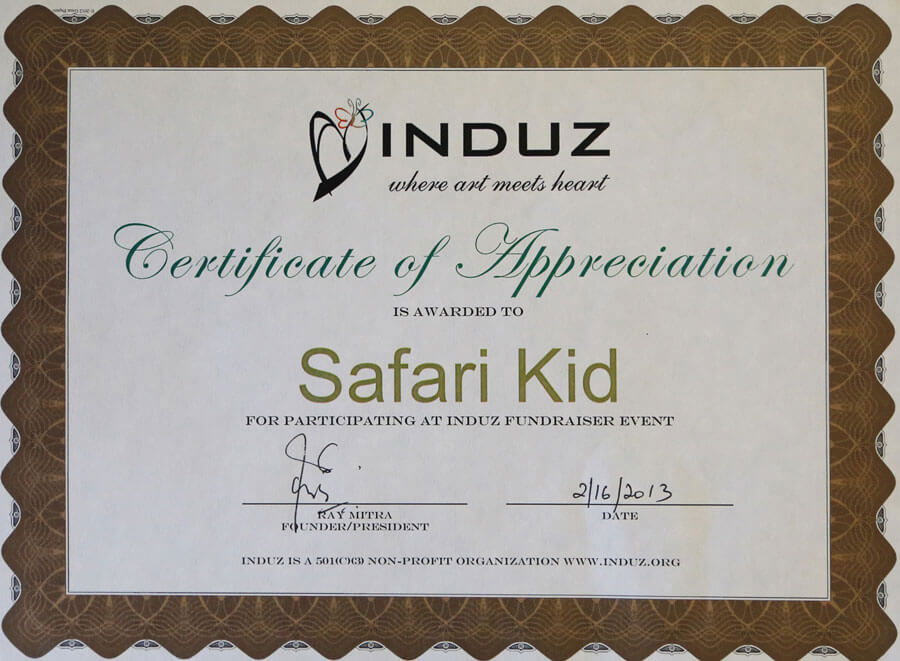 INDUZ
where art meets heart
Certificate of Appreciation
IS AWARDED TO
Safari Kid
FOR PARTICIPATING AT INDUZ FUNDRAISER EVENT
2/16/2013
RAY MITRA
FOUNDER/PRESIDENT
DATE
INDUZ IS A 501(C)(3) NON-PROFIT ORGANIZATION WWW.INDUZ.ORG